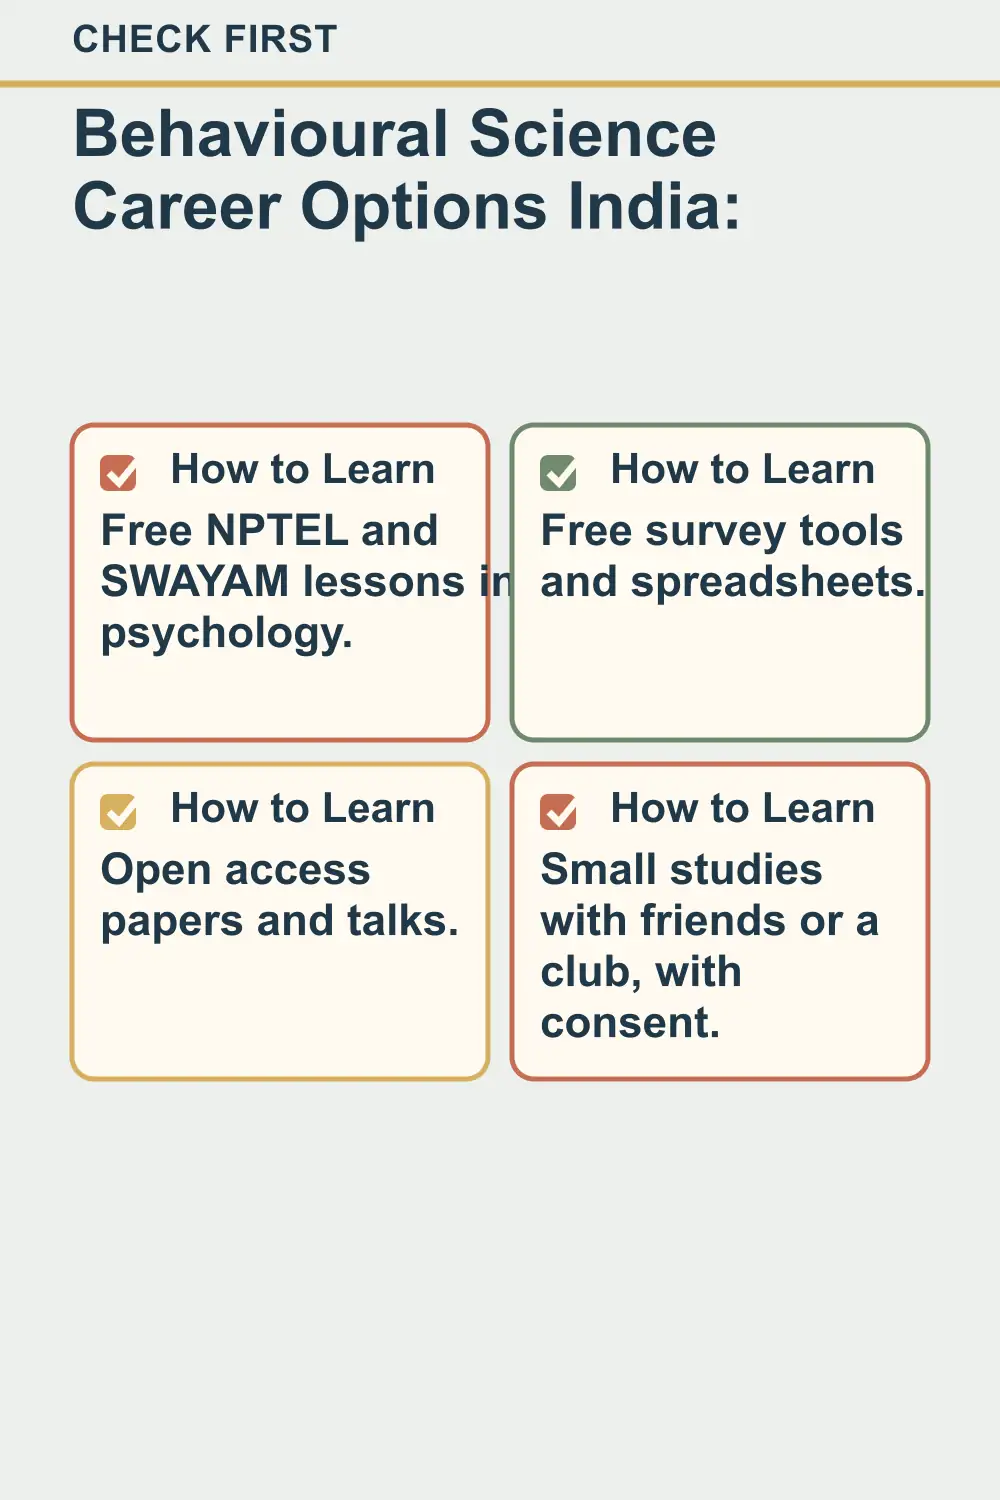 CHECK FIRST
Behavioural Science
Career Options India:
How to Learn
Free NPTEL and
SWAYAM lessons in
psychology.
How to Learn
Free survey tools
and spreadsheets.
How to Learn
Open access
papers and talks.
How to Learn
Small studies
with friends or a
club, with
consent.